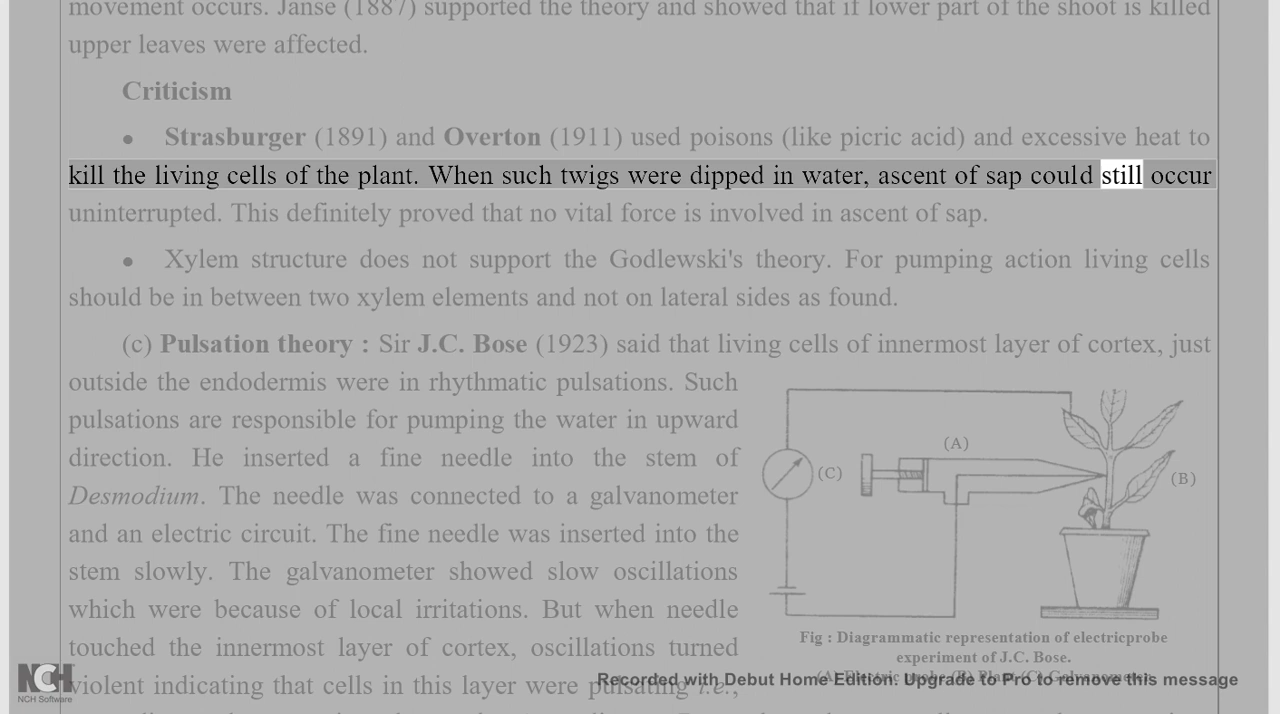 movement occurs. Janse (1887) supported the theory and showed that if lower part of the shoot is killed
upper leaves were affected.
Criticism
• Strasburger (1891) and Overton (1911) used poisons (like picric acid) and excessive heat to
kill the living cells of the plant. When such twigs were dipped in water, ascent of sap could still occur
uninterrupted. This definitely proved that no vital force is involved in ascent of sap.
• Xylem structure does not support the Godlewski's theory. For pumping action living cells
should be in between two xylem elements and not on lateral sides as found.
(c) Pulsation theory : Sir J.C. Bose (1923) said that living cells of innermost layer of cortex, just
outside the endodermis were in rhythmatic pulsations. Such
pulsations are responsible for pumping the water in upward
direction. He inserted a fine needle into the stem of
Desmodium. The needle was connected to a galvanometer
and an electric circuit. The fine needle was inserted into the
stem slowly. The galvanometer showed slow oscillations
which were because of local irritations. But when needle
touched the innermost layer of cortex, oscillations turned
violent indicating that cells in this layer were pulsating i.e.,
(A)
(C)
(B)
Fig : Diagrammatic representation of electricprobe
experiment of J.C. Bose.
(A) Electric probe (B) Plant (C) Galvanometer
NCH
NCH Software
Recorded with Debut Home Edition. Upgrade to Pro to remove this message